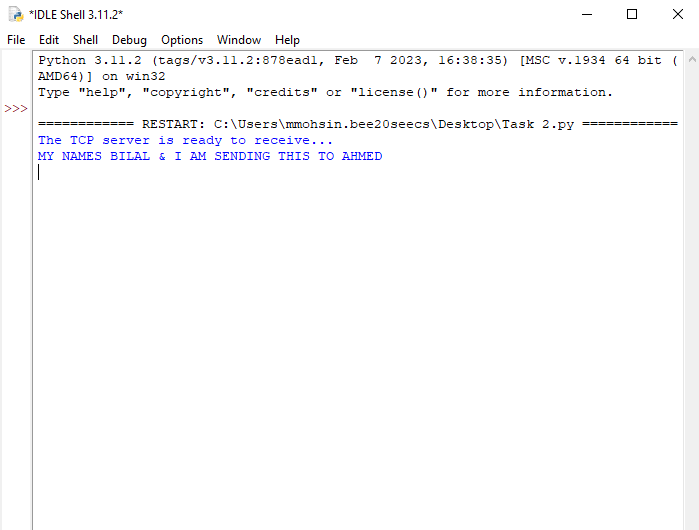 *IDLE Shell 3.11.2*
File Edit Shell Debug Options Window Help
Python 3.11.2 (tags/v3.11.2:878ead1, Feb  7 2023, 16:38:35) [MSC v.1934 64 bit (
AMD64)] on win32
Type "help", "copyright", "credits" or "license()" for more information.
>>>
============ RESTART: C:\Users\mmohsin.bee20seecs\Desktop\Task 2.py ============
The TCP server is ready to receive...
MY NAMES BILAL & I AM SENDING THIS TO AHMED